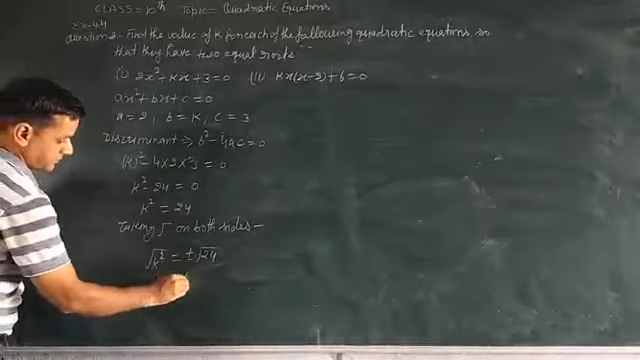 CLASS = 10th Topic = Quadratic Equations
Ex-4.4
Question 2 - Find the value of K for each of the following quadratic equations, so
that they have two equal roots.
(i) 2x² + Kx + 3 = 0 (ii) Kx(x-2) + 6 = 0
ax² + bx + c = 0
a = 2, b = K, C = 3
Discriminant ⇒ b² - 4ac = 0
(K)² - 4×2×3 = 0
K² - 24 = 0
K² = 24
Taking √ on both sides -
√K² = ±√24